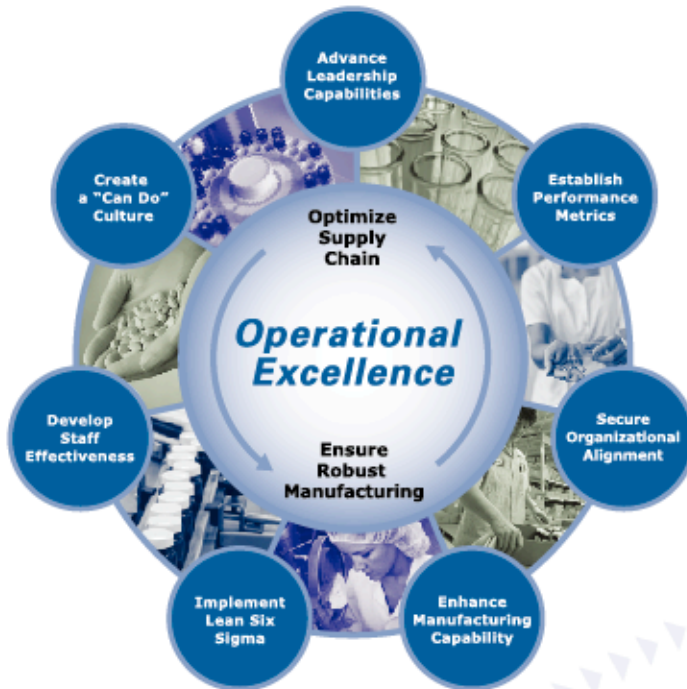 Advance
Leadership
Capabilities
Establish
Performance
Metrics
Secure
Organizational
Alignment
Enhance
Manufacturing
Capability
Implement
Lean Six
Sigma
Develop
Staff
Effectiveness
Create
a "Can Do"
Culture
Optimize
Supply
Chain
Operational
Excellence
Ensure
Robust
Manufacturing